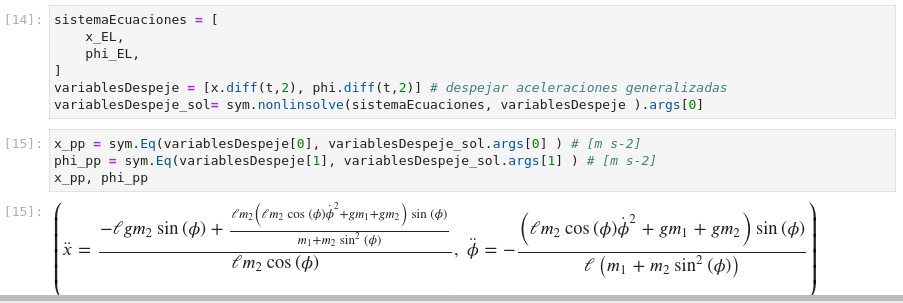 [14]: sistemaEcuaciones = [
x_EL,
phi_EL,
]
variablesDespeje = [x.diff(t,2), phi.diff(t,2)] # despejar aceleraciones generalizadas
variablesDespeje_sol= sym.nonlinsolve(sistemaEcuaciones, variablesDespeje ).args[0]
[15]: x_pp = sym.Eq(variablesDespeje[0], variablesDespeje_sol.args[0] ) # [m s-2]
phi_pp = sym.Eq(variablesDespeje[1], variablesDespeje_sol.args[1] ) # [m s-2]
x_pp, phi_pp
[15]: \left( \ddot{x} = \frac{-\ell g m_2 \sin(\phi) + \frac{\ell m_2 \left(\ell m_2 \cos(\phi) \dot{\phi}^2 + g m_1 + g m_2\right) \sin(\phi)}{m_1 + m_2 \sin^2(\phi)}}{\ell m_2 \cos(\phi)}, \ddot{\phi} = -\frac{\left(\ell m_2 \cos(\phi) \dot{\phi}^2 + g m_1 + g m_2\right) \sin(\phi)}{\ell \left(m_1 + m_2 \sin^2(\phi)\right)} \right)